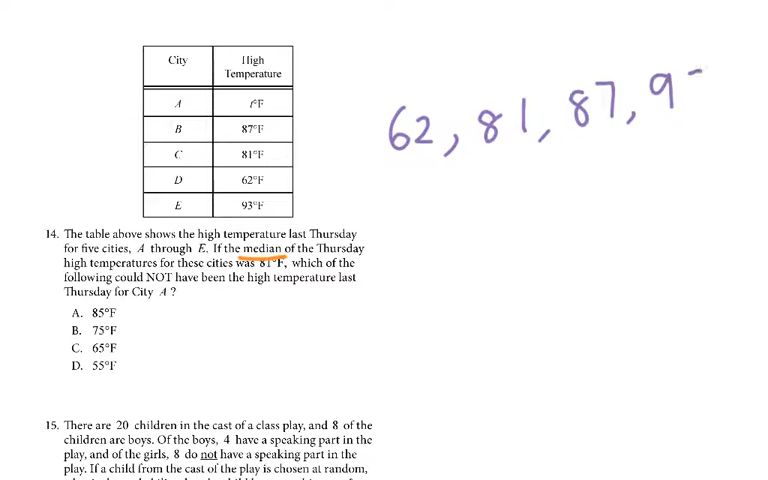 City High
Temperature
A t°F
B 87°F
C 81°F
D 62°F
E 93°F
62, 81, 87, 9
14. The table above shows the high temperature last Thursday
for five cities, A through E. If the median of the Thursday
high temperatures for these cities was 81°F, which of the
following could NOT have been the high temperature last
Thursday for City A ?
A. 85°F
B. 75°F
C. 65°F
D. 55°F
15. There are 20 children in the cast of a class play, and 8 of the
children are boys. Of the boys, 4 have a speaking part in the
play, and of the girls, 8 do not have a speaking part in the
play. If a child from the cast of the play is chosen at random,